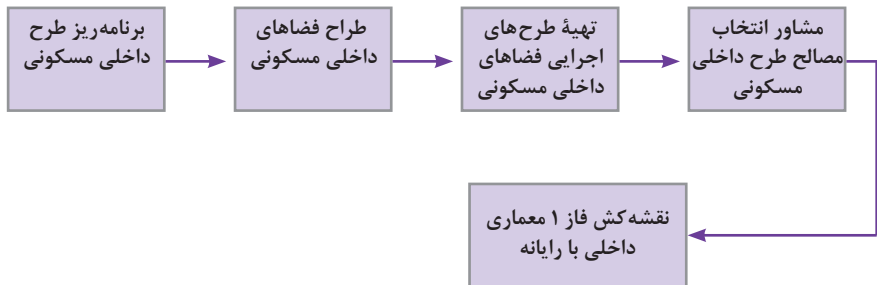 برنامه‌ریز طرح
داخلی مسکونی
طراح فضاهای
داخلی مسکونی
تهیهٔ طرح‌های
اجرایی فضاهای
داخلی مسکونی
مشاور انتخاب
مصالح طرح داخلی
مسکونی
نقشه‌کش فاز ۱ معماری
داخلی با رایانه